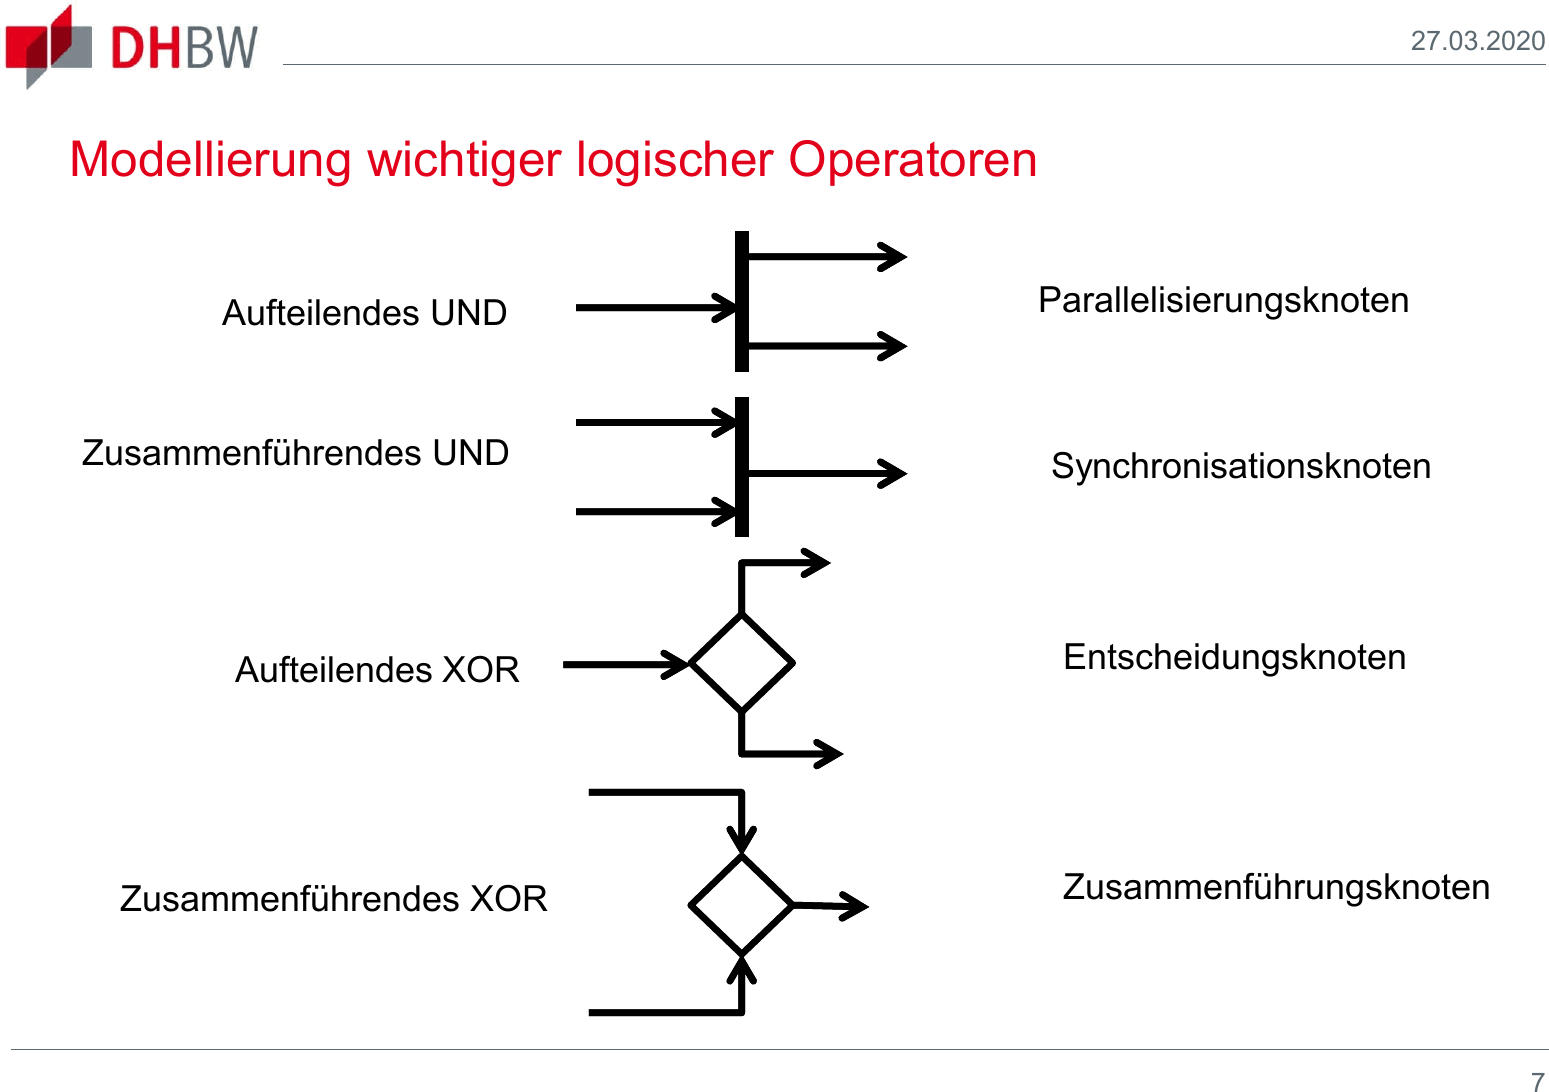 DHBW
27.03.2020
Modellierung wichtiger logischer Operatoren
Aufteilendes UND
Parallelisierungsknoten
Zusammenführendes UND
Synchronisationsknoten
Aufteilendes XOR
Entscheidungsknoten
Zusammenführendes XOR
Zusammenführungsknoten
7